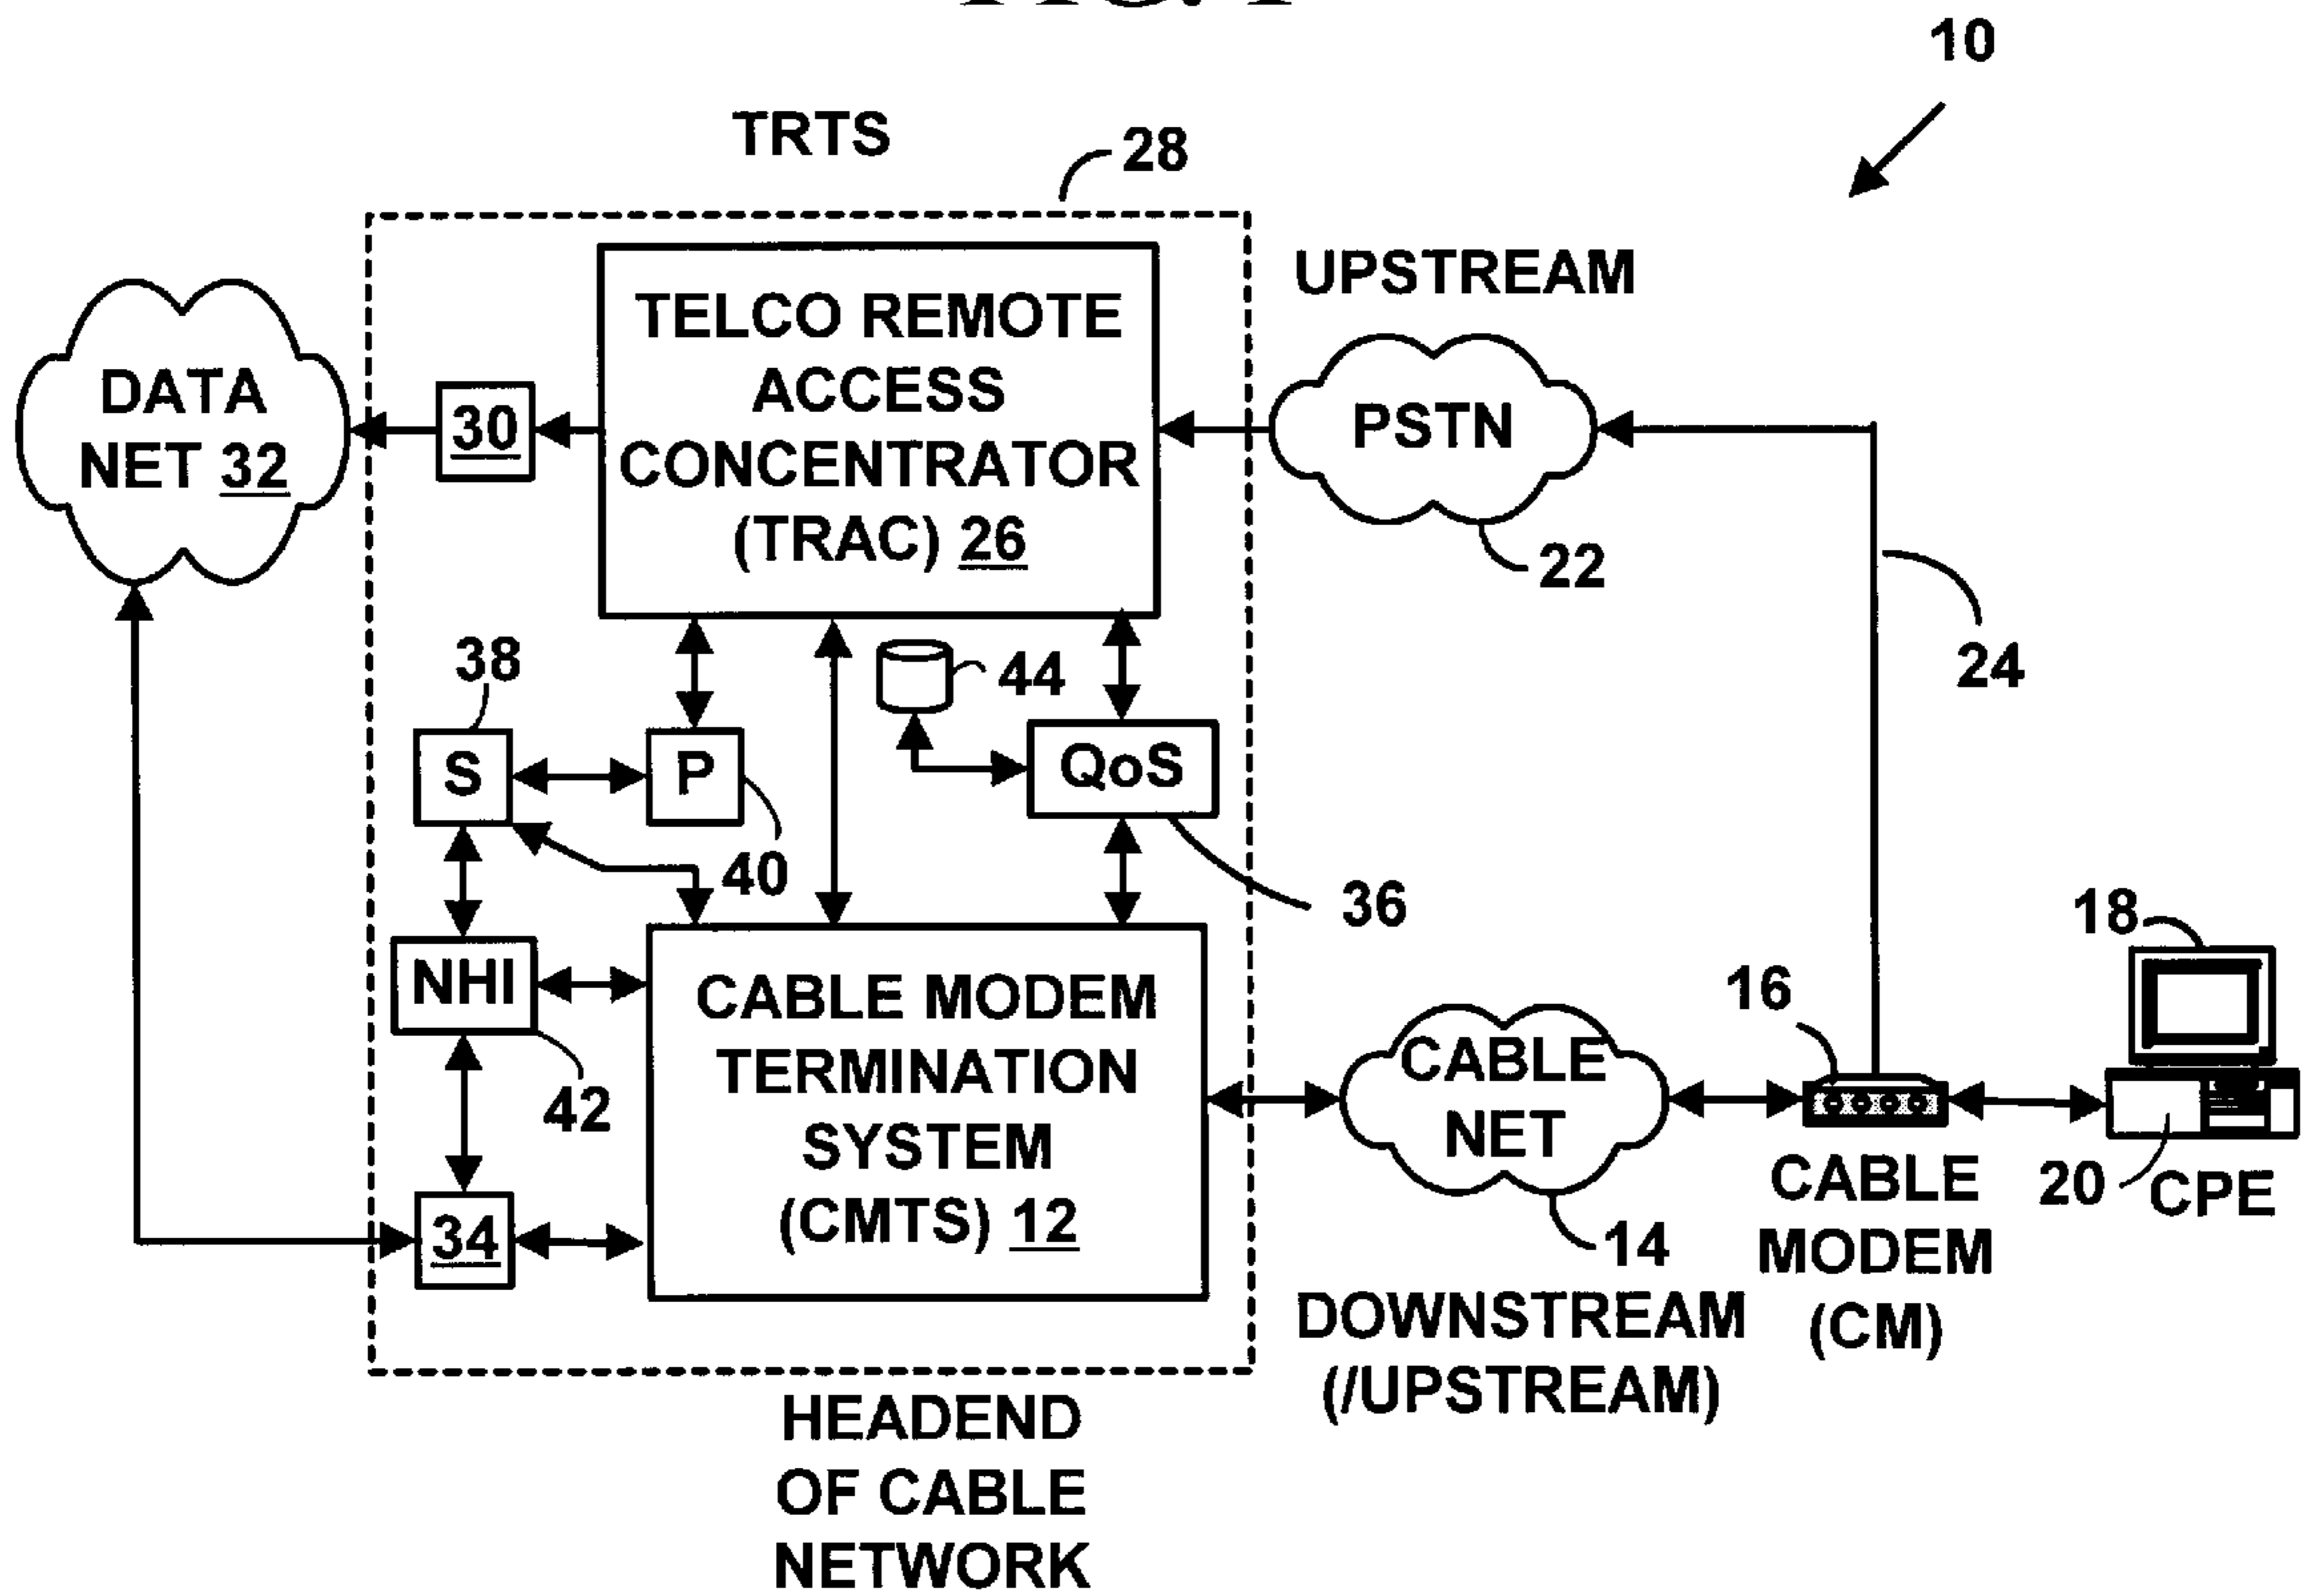 10
TRTS
28
UPSTREAM
TELCO REMOTE
ACCESS
CONCENTRATOR
(TRAC) 26
DATA
NET 32
30
PSTN
22
24
38
44
S
P
QoS
40
36
18
NHI
42
CABLE MODEM
TERMINATION
SYSTEM
(CMTS) 12
16
CABLE
NET
14
34
20
CPE
CABLE
MODEM
(CM)
DOWNSTREAM
(/UPSTREAM)
HEADEND
OF CABLE
NETWORK